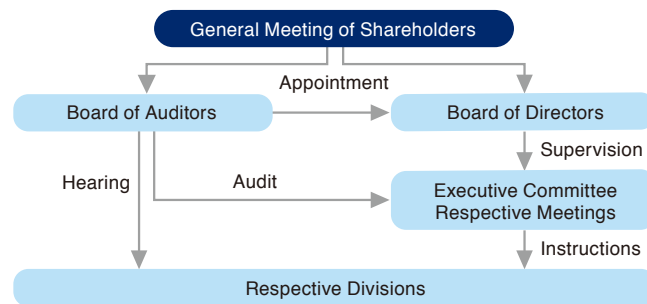 General Meeting of Shareholders
Appointment
Board of Auditors
Board of Directors
Supervision
Hearing
Audit
Executive Committee
Respective Meetings
Instructions
Respective Divisions